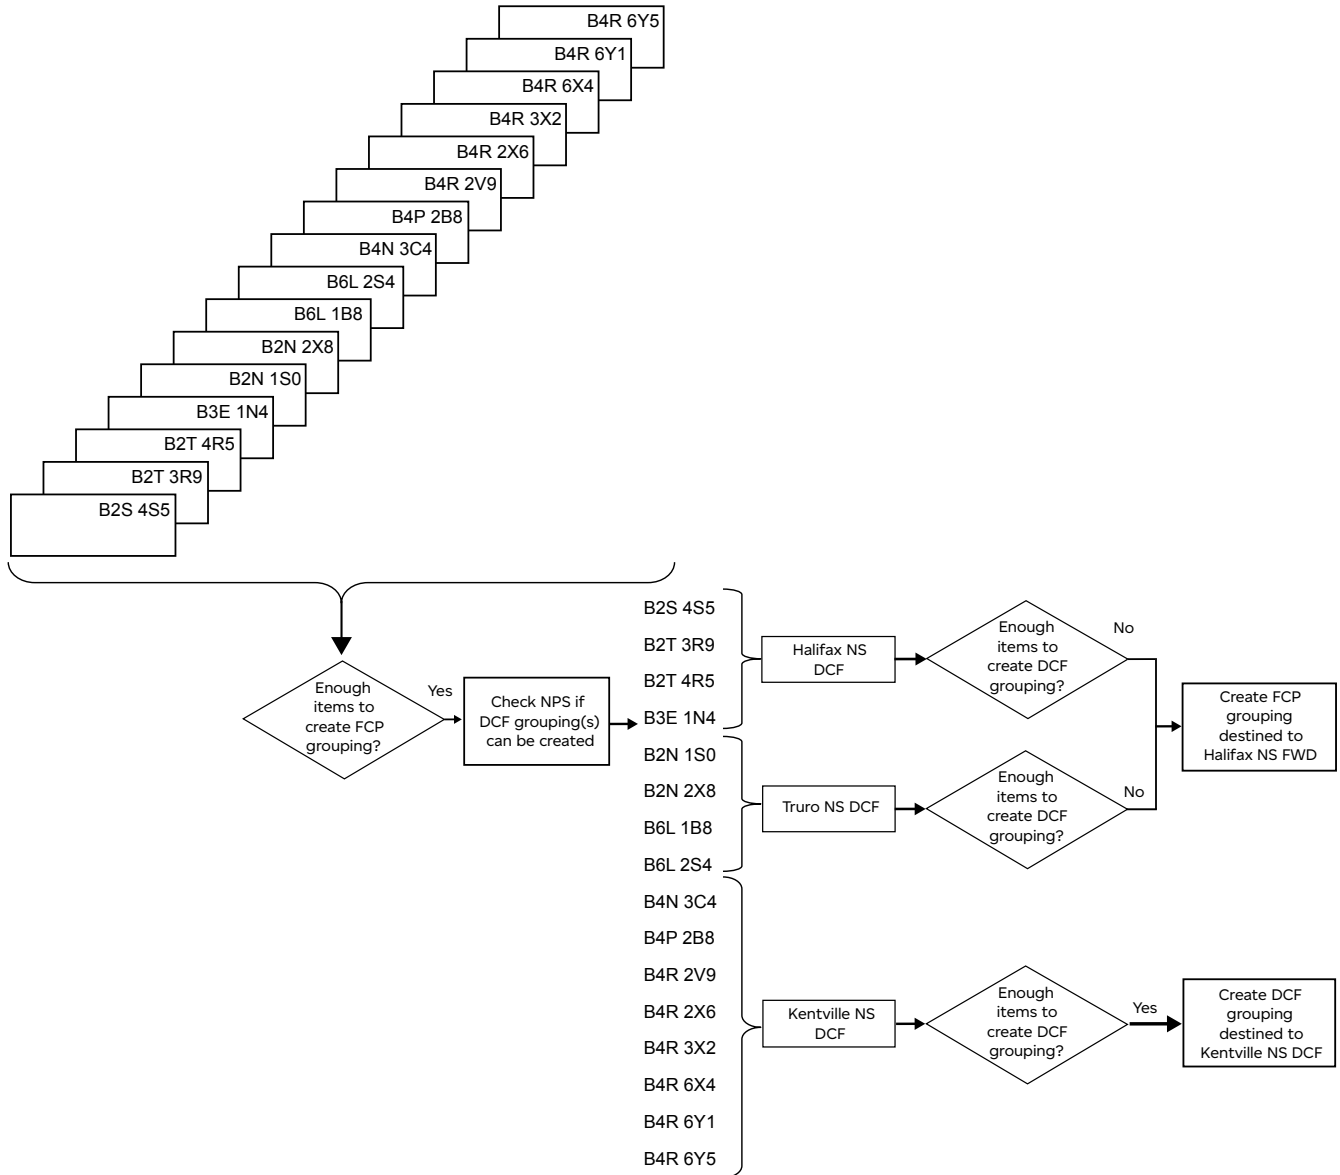 B4R 6Y5
B4R 6Y1
B4R 6X4
B4R 3X2
B4R 2X6
B4R 2V9
B4P 2B8
B4N 3C4
B6L 2S4
B6L 1B8
B2N 2X8
B2N 1S0
B3E 1N4
B2T 4R5
B2T 3R9
B2S 4S5
Enough
items to
create FCP
grouping?
Yes
Check NPS if
DCF grouping(s)
can be created
B2S 4S5
B2T 3R9
B2T 4R5
B3E 1N4
B2N 1S0
B2N 2X8
B6L 1B8
B6L 2S4
B4N 3C4
B4P 2B8
B4R 2V9
B4R 2X6
B4R 3X2
B4R 6X4
B4R 6Y1
B4R 6Y5
Halifax NS
DCF
Enough
items to
create DCF
grouping?
No
Truro NS DCF
Enough
items to
create DCF
grouping?
No
Create FCP
grouping
destined to
Halifax NS FWD
Kentville NS
DCF
Enough
items to
create DCF
grouping?
Yes
Create DCF
grouping
destined to
Kentville NS DCF